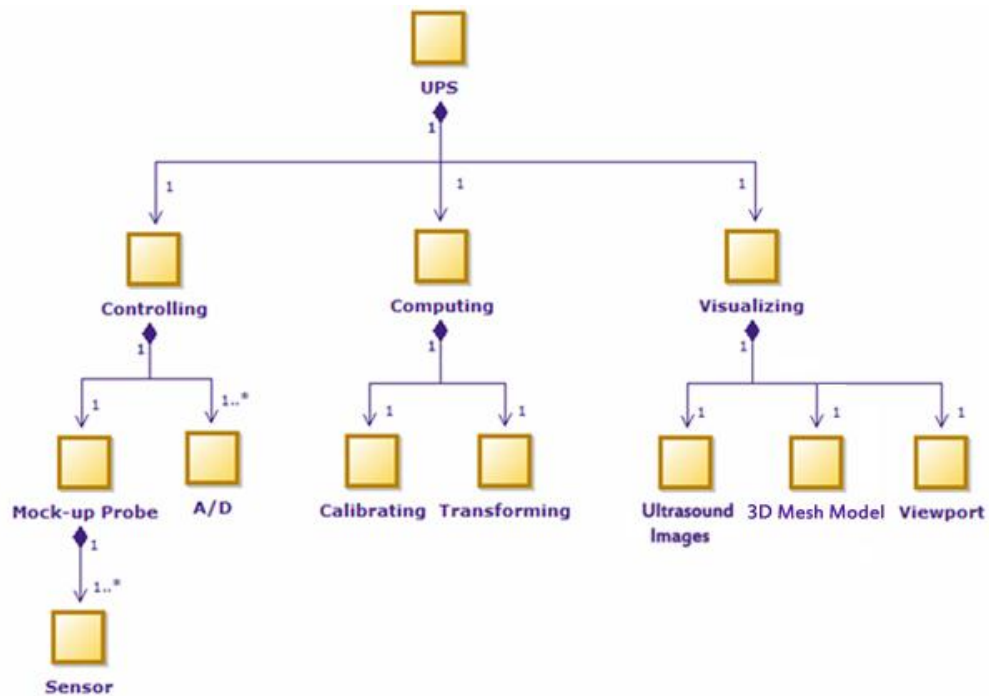 UPS
1
1 1 1
Controlling Computing Visualizing
1 1 1
1 1..* 1 1 1 1 1
Mock-up Probe A/D Calibrating Transforming Ultrasound Images 3D Mesh Model Viewport
1
1..*
Sensor